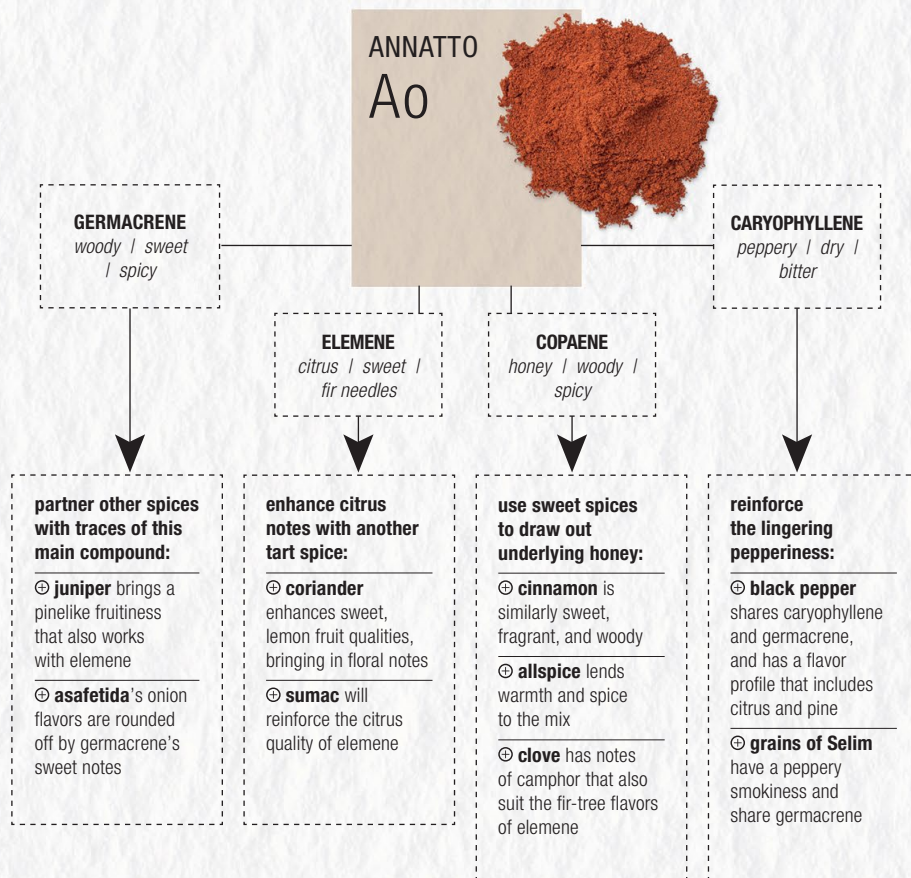 ANNATTO
Ao
GERMACRENE
woody | sweet
| spicy
CARYOPHYLLENE
peppery | dry |
bitter
ELEMENE
citrus | sweet |
fir needles
COPAENE
honey | woody |
spicy
partner other spices
with traces of this
main compound:
⊕ juniper brings a
pinelike fruitiness
that also works
with elemene
⊕ asafetida's onion
flavors are rounded
off by germacrene's
sweet notes
enhance citrus
notes with another
tart spice:
⊕ coriander
enhances sweet,
lemon fruit qualities,
bringing in floral notes
⊕ sumac will
reinforce the citrus
quality of elemene
use sweet spices
to draw out
underlying honey:
⊕ cinnamon is
similarly sweet,
fragrant, and woody
⊕ allspice lends
warmth and spice
to the mix
⊕ clove has notes
of camphor that also
suit the fir-tree flavors
of elemene
reinforce
the lingering
pepperiness:
⊕ black pepper
shares caryophyllene
and germacrene,
and has a flavor
profile that includes
citrus and pine
⊕ grains of Selim
have a peppery
smokiness and
share germacrene